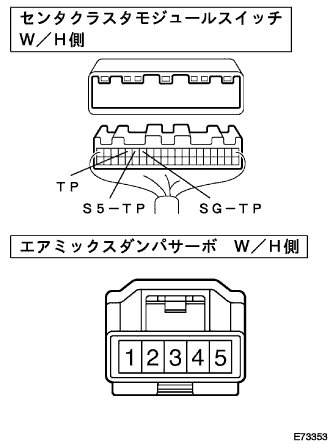 センタクラスタモジュールスイッチ
W／H側
TP
S5－TP
SG－TP
エアミックスダンパサーボ　W／H側
1 2 3 4 5
E73353